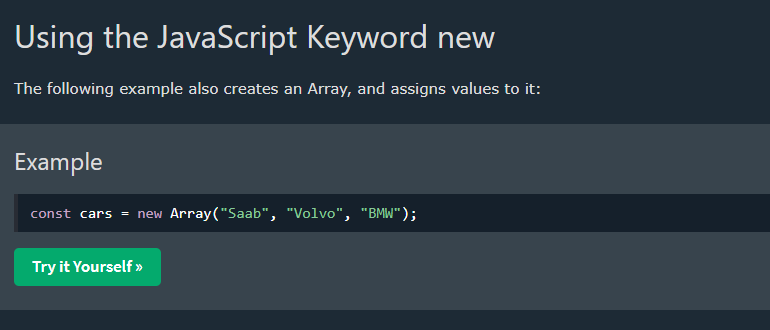 Using the JavaScript Keyword new
The following example also creates an Array, and assigns values to it:
Example
const cars = new Array("Saab", "Volvo", "BMW");
Try it Yourself »